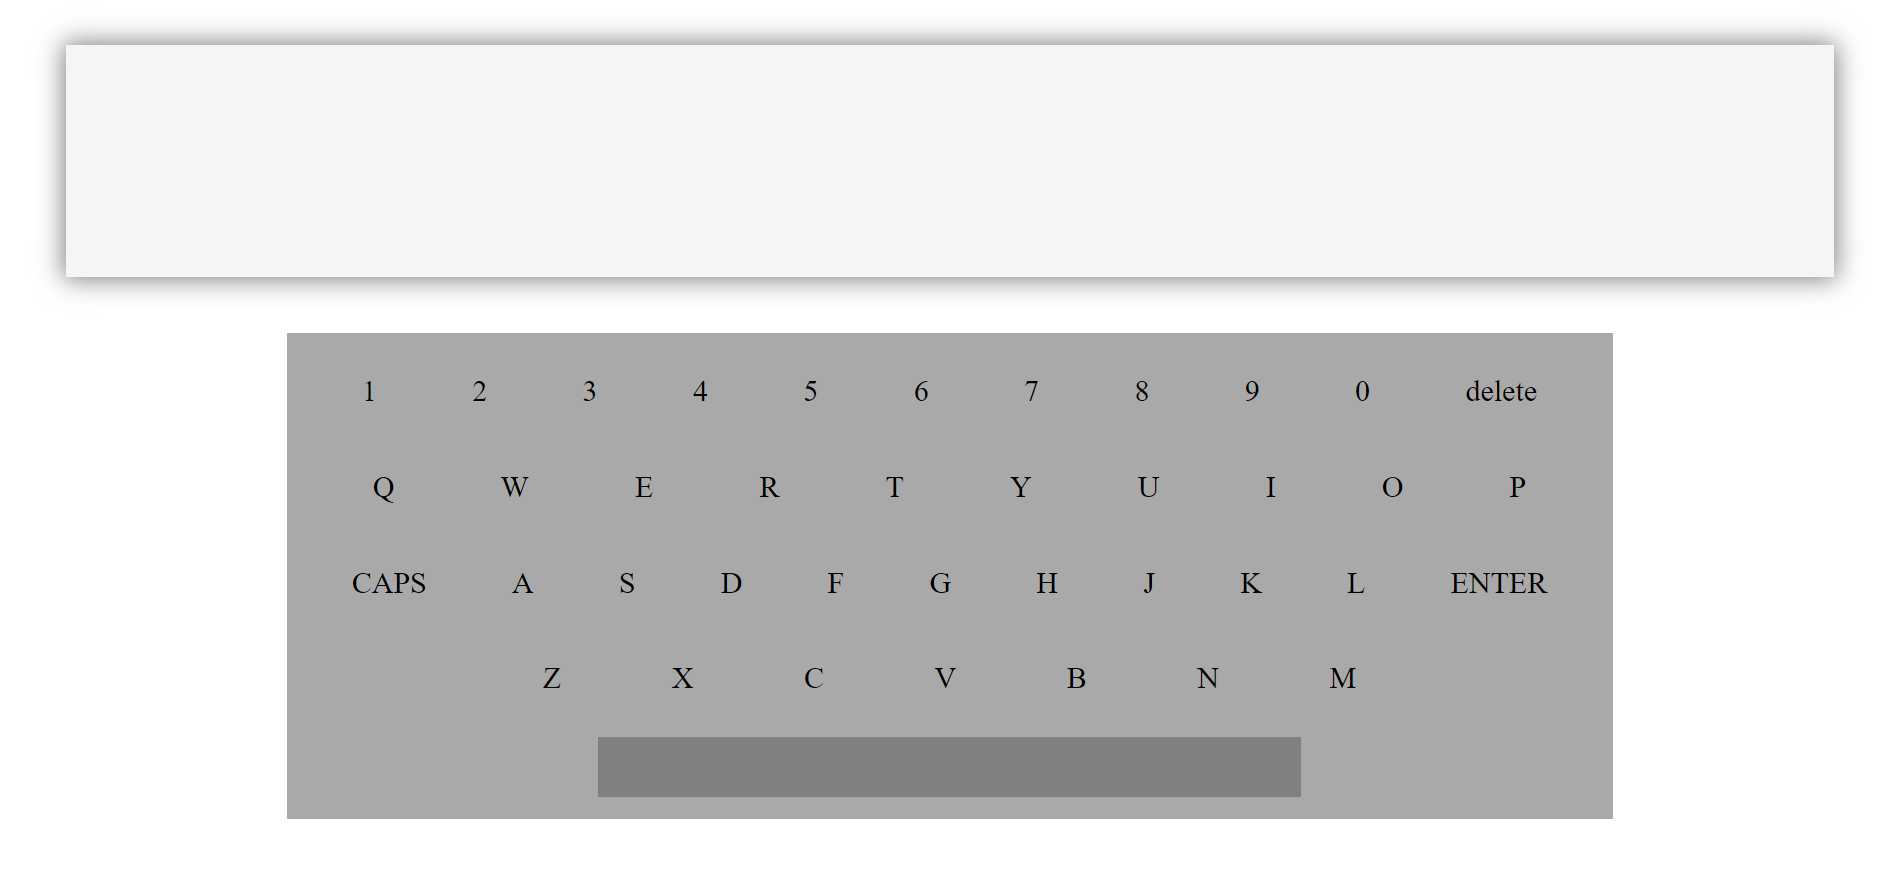 1 2 3 4 5 6 7 8 9 0 delete
Q W E R T Y U I O P
CAPS A S D F G H J K L ENTER
Z X C V B N M